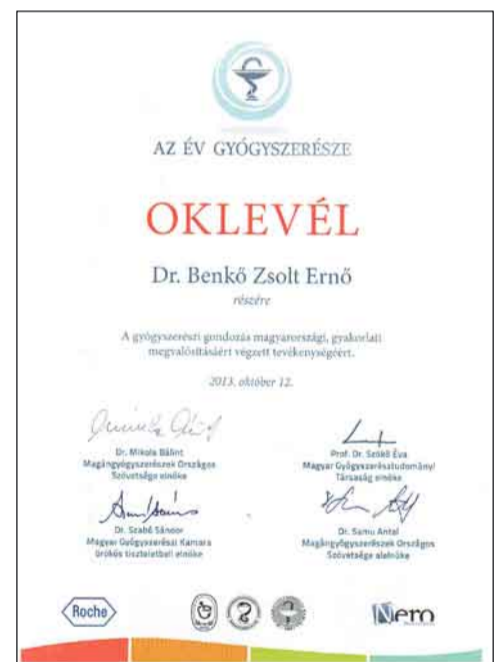 AZ ÉV GYÓGYSZERÉSZE
OKLEVÉL
Dr. Benkő Zsolt Ernő
részére
A gyógyszerészi gondozás magyarországi, gyakorlati
megvalósításáért végzett tevékenységéért.
2013. október 12.
Dr. Mikola Bálint
Magángyógyszerészek Országos
Szövetsége elnöke
Prof. Dr. Szökő Éva
Magyar Gyógyszerésztudományi
Társaság elnöke
Dr. Szabó Sándor
Magyar Gyógyszerészi Kamara
örökös tiszteletbeli elnöke
Dr. Samu Antal
Magángyógyszerészek Országos
Szövetsége alelnöke
Roche
Nero